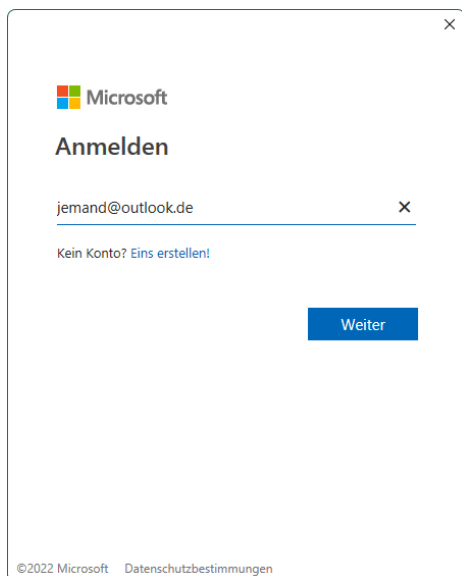 Microsoft
Anmelden
jemand@outlook.de
Kein Konto? Eins erstellen!
Weiter
©2022 Microsoft Datenschutzbestimmungen